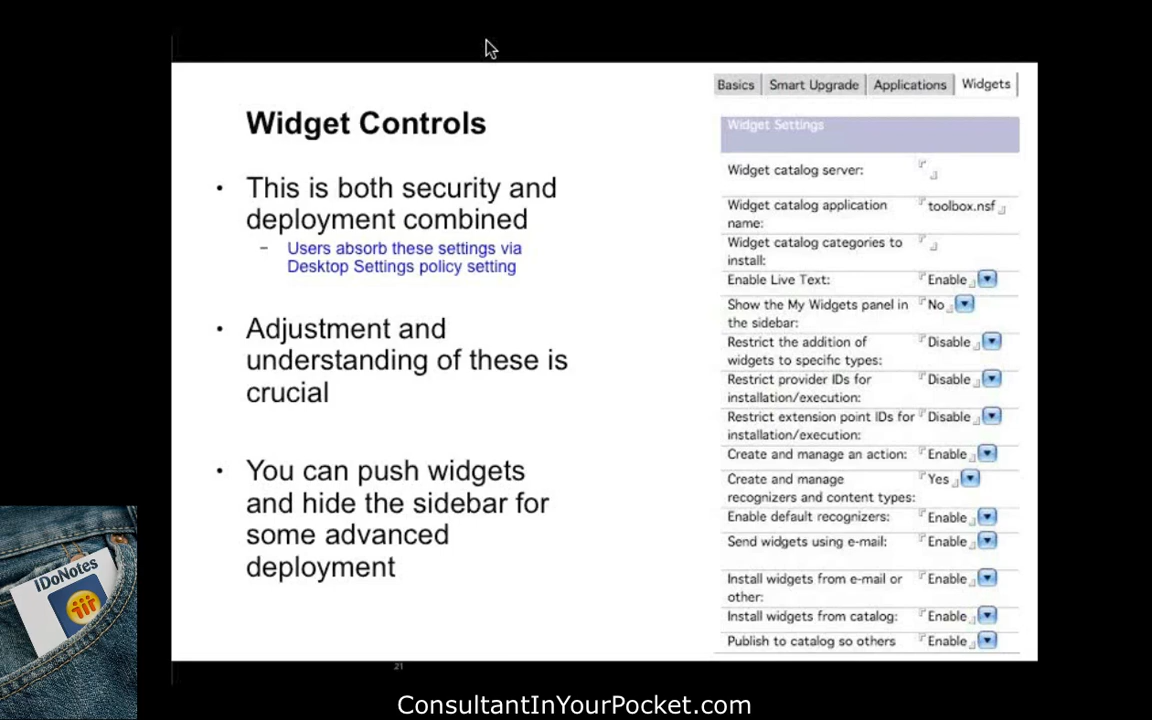 Basics
Smart Upgrade
Applications
Widgets
Widget Controls
• This is both security and
deployment combined
– Users absorb these settings via
Desktop Settings policy setting
• Adjustment and
understanding of these is
crucial
• You can push widgets
and hide the sidebar for
some advanced
deployment
Widget Settings
Widget catalog server:
Widget catalog application toolbox.nsf
name:
Widget catalog categories to
install:
Enable Live Text: Enable
Show the My Widgets panel in No
the sidebar:
Restrict the addition of Disable
widgets to specific types:
Restrict provider IDs for Disable
installation/execution:
Restrict extension point IDs for Disable
installation/execution:
Create and manage an action: Enable
Create and manage Yes
recognizers and content types:
Enable default recognizers: Enable
Send widgets using e-mail: Enable
Install widgets from e-mail or Enable
other:
Install widgets from catalog: Enable
Publish to catalog so others Enable
21
IDoNotes
ConsultantInYourPocket.com